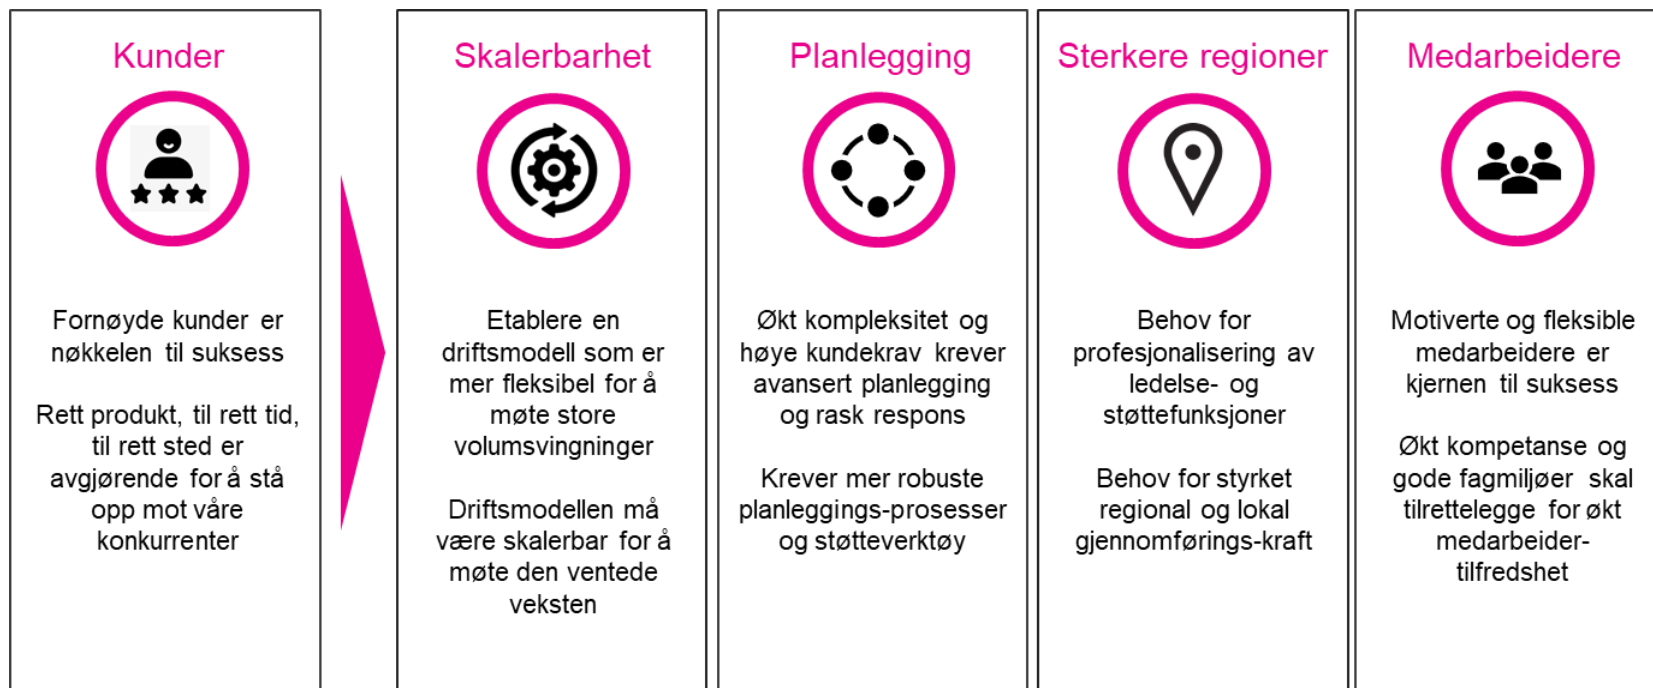 Kunder
Fornøyde kunder er
nøkkelen til suksess
Rett produkt, til rett tid,
til rett sted er
avgjørende for å stå
opp mot våre
konkurrenter
Skalerbarhet
Etablere en
driftsmodell som er
mer fleksibel for å
møte store
volumsvingninger
Driftsmodellen må
være skalerbar for å
møte den ventede
veksten
Planlegging
Økt kompleksitet og
høye kundekrav krever
avansert planlegging
og rask respons
Krever mer robuste
planleggings-prosesser
og støtteverktøy
Sterkere regioner
Behov for
profesjonalisering av
ledelse- og
støttefunksjoner
Behov for styrket
regional og lokal
gjennomførings-kraft
Medarbeidere
Motiverte og fleksible
medarbeidere er
kjernen til suksess
Økt kompetanse og
gode fagmiljøer skal
tilrettelegge for økt
medarbeider-
tilfredshet